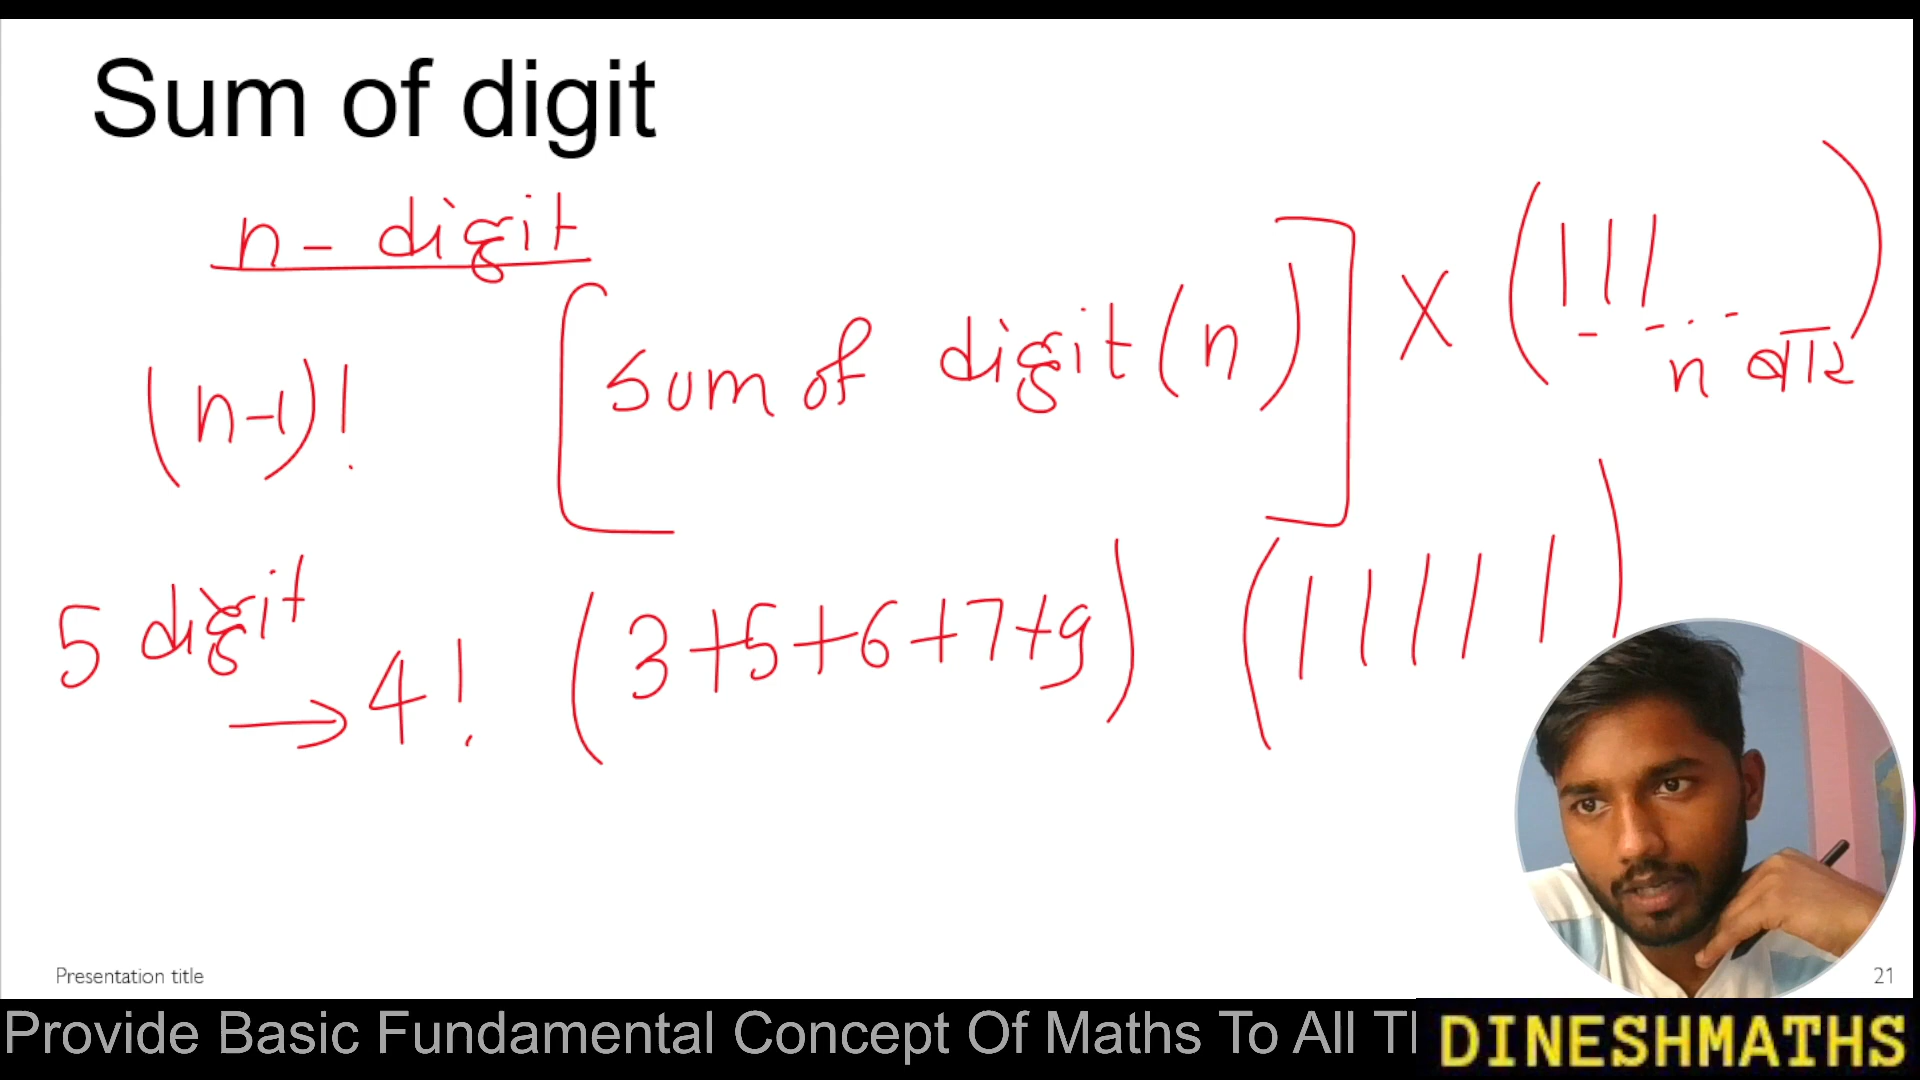 Sum of digit
n - digit
(n-1)! [sum of digit (n)] X (111 - - . . - n बार)
5 digit
→ 4! (3+5+6+7+9) (11111)
Presentation title
21
Provide Basic Fundamental Concept Of Maths To All
DINESHMATHS